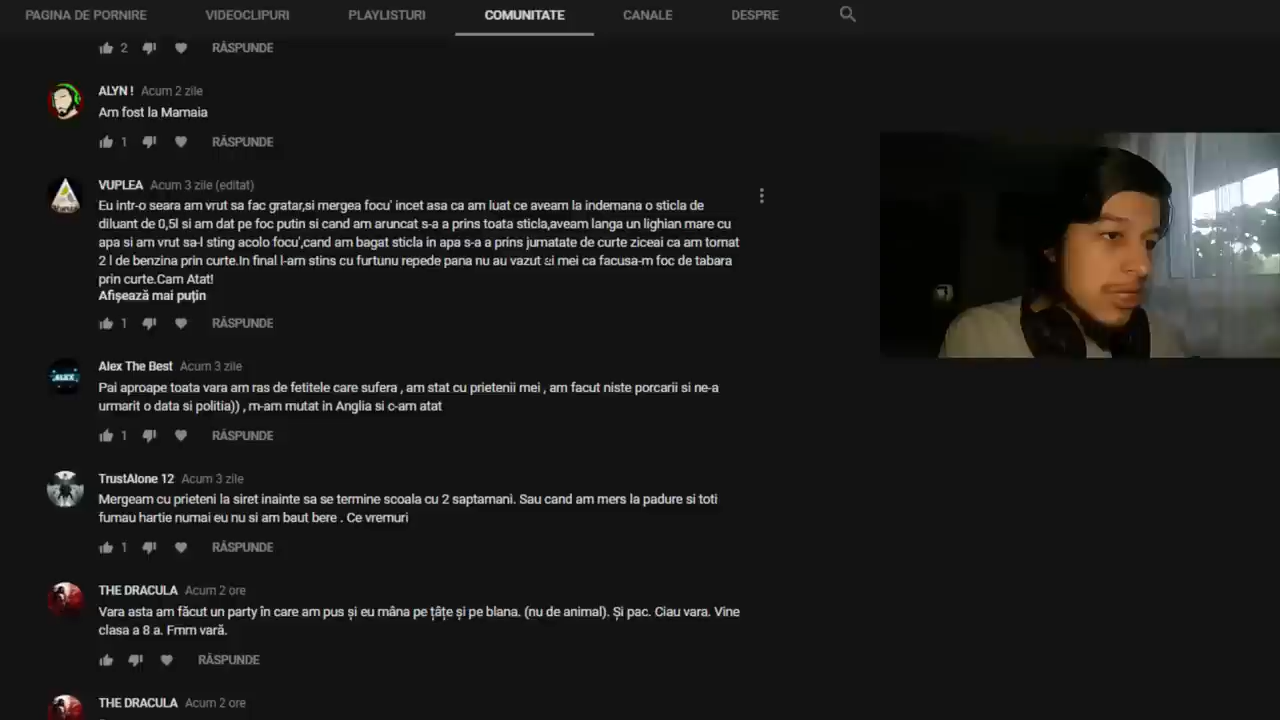 PAGINA DE PORNIRE VIDEOCLIPURI PLAYLISTURI COMUNITATE CANALE DESPRE
2 RĂSPUNDE
ALYN ! Acum 2 zile
Am fost la Mamaia
1 RĂSPUNDE
VUPLEA Acum 3 zile (editat)
Eu intr-o seara am vrut sa fac gratar,si mergea focu' incet asa ca am luat ce aveam la indemana o sticla de
diluant de 0,5l si am dat pe foc putin si cand am aruncat s-a a prins toata sticla,aveam langa un lighian mare cu
apa si am vrut sa-l sting acolo focu',cand am bagat sticla in apa s-a a prins jumatate de curte ziceai ca am tornat
2 l de benzina prin curte.In final l-am stins cu furtunu repede pana nu au vazut si mei ca facusa-m foc de tabara
prin curte.Cam Atat!
Afișează mai puțin
1 RĂSPUNDE
Alex The Best Acum 3 zile
Pai aproape toata vara am ras de fetitele care sufera , am stat cu prietenii mei , am facut niste porcarii si ne-a
urmarit o data si politia)) , m-am mutat in Anglia si c-am atat
1 RĂSPUNDE
TrustAlone 12 Acum 3 zile
Mergeam cu prieteni la siret inainte sa se termine scoala cu 2 saptamani. Sau cand am mers la padure si toti
fumau hartie numai eu nu si am baut bere . Ce vremuri
1 RĂSPUNDE
THE DRACULA Acum 2 ore
Vara asta am făcut un party în care am pus și eu mâna pe țâțe și pe blana. (nu de animal). Și pac. Ciau vara. Vine
clasa a 8 a. Fmm vară.
RĂSPUNDE
THE DRACULA Acum 2 ore